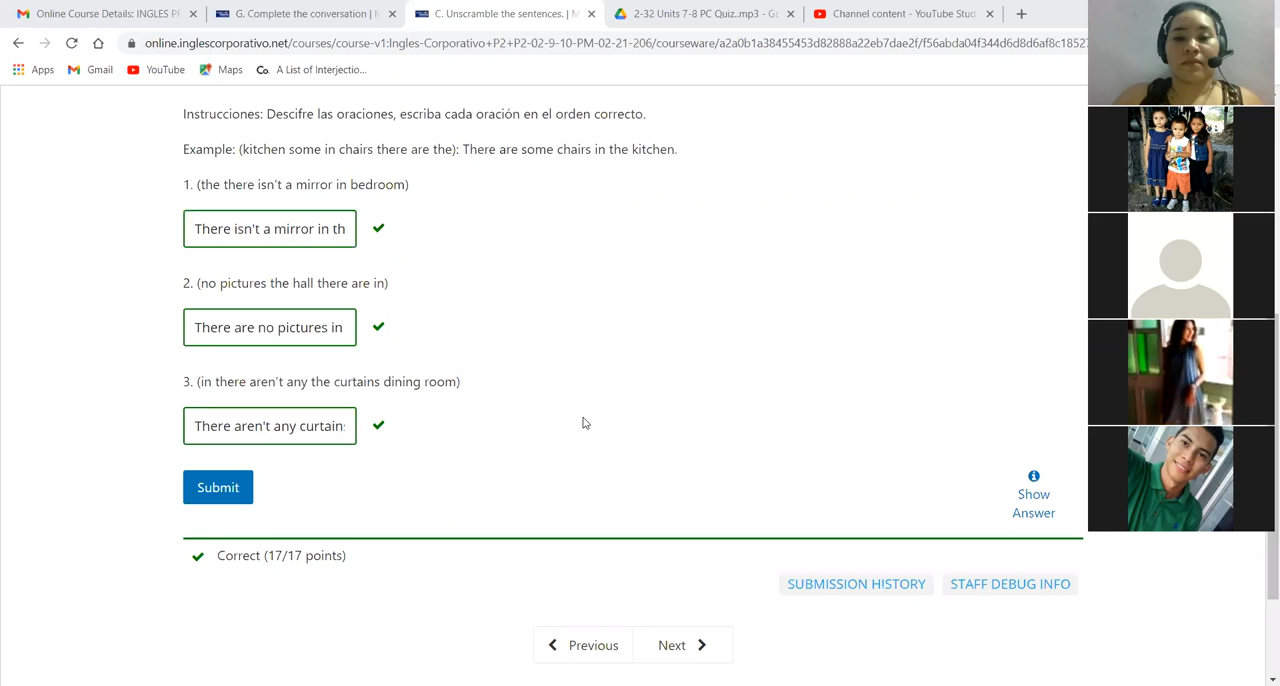 Online Course Details: INGLES P
G. Complete the conversation | M
C. Unscramble the sentences. | M
2-32 Units 7-8 PC Quiz..mp3 - Go
Channel content - YouTube Stud
online.inglescorporativo.net/courses/course-v1:Ingles-Corporativo+P2+P2-02-9-10-PM-02-21-206/courseware/a2a0b1a38455453d82888a22eb7dae2f/f56abda04f344d6d8d6af8c18527
Apps
Gmail
YouTube
Maps
Co. A List of Interjectio...
Instrucciones: Descifre las oraciones, escriba cada oración en el orden correcto.
Example: (kitchen some in chairs there are the): There are some chairs in the kitchen.
1. (the there isn't a mirror in bedroom)
There isn't a mirror in th
2. (no pictures the hall there are in)
There are no pictures in
3. (in there aren't any the curtains dining room)
There aren't any curtain
Submit
Show
Answer
Correct (17/17 points)
SUBMISSION HISTORY
STAFF DEBUG INFO
Previous
Next